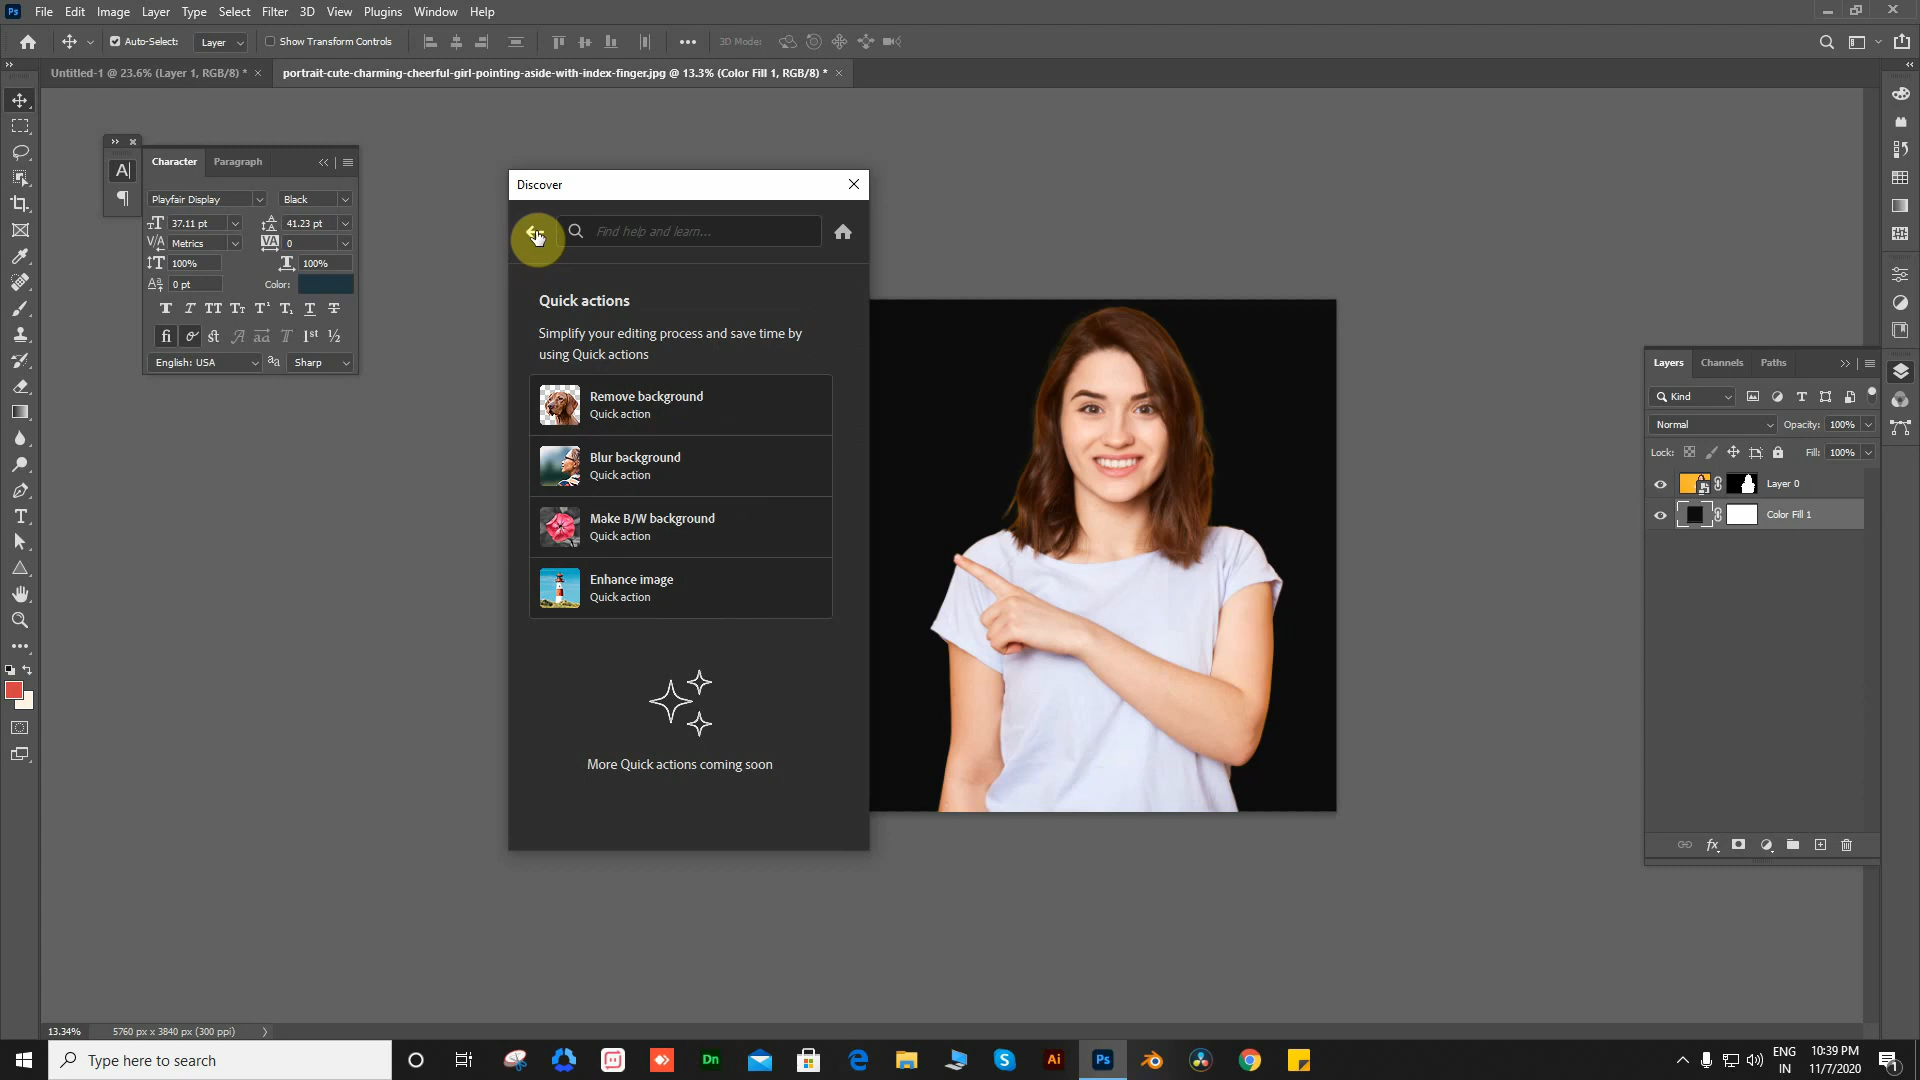 Ps File Edit Image Layer Type Select Filter 3D View Plugins Window Help
Auto-Select: Layer Show Transform Controls 3D Mode:
Untitled-1 @ 23.6% (Layer 1, RGB/8) * × portrait-cute-charming-cheerful-girl-pointing-aside-with-index-finger.jpg @ 13.3% (Color Fill 1, RGB/8) * ×
Character Paragraph
Playfair Display Black
37.11 pt 41.23 pt
Metrics 0
100% 100%
0 pt Color:
English: USA Sharp
Discover
Find help and learn...
Quick actions
Simplify your editing process and save time by
using Quick actions
Remove background
Quick action
Blur background
Quick action
Make B/W background
Quick action
Enhance image
Quick action
More Quick actions coming soon
Layers Channels Paths
Kind
Normal Opacity: 100%
Lock: Fill: 100%
Layer 0
Color Fill 1
13.34% 5760 px x 3840 px (300 ppi)
Type here to search
Dn Ai Ps
ENG
IN
10:39 PM
11/7/2020
1